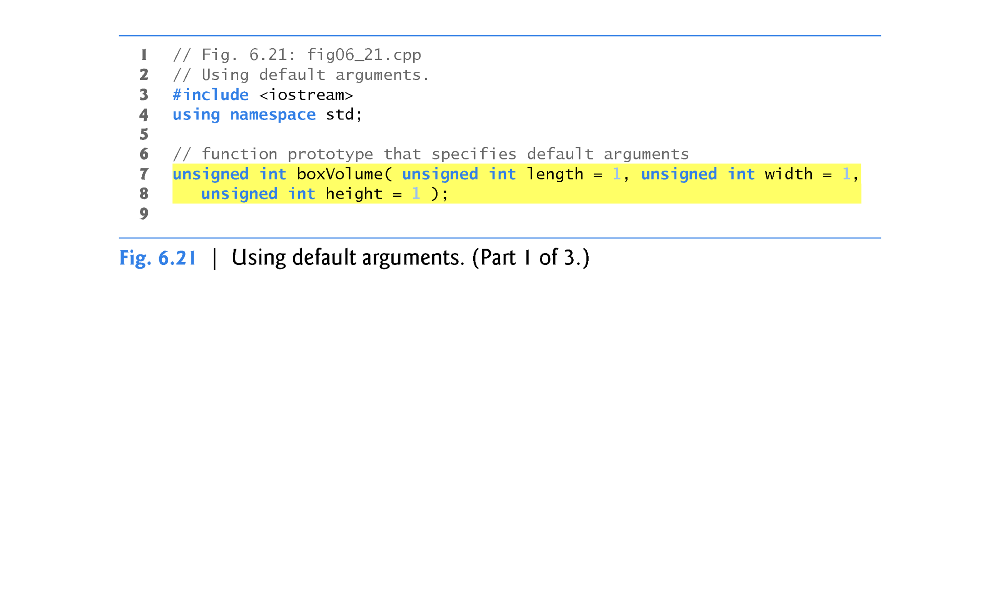 1 // Fig. 6.21: fig06_21.cpp
2 // Using default arguments.
3 #include <iostream>
4 using namespace std;
5
6 // function prototype that specifies default arguments
7 unsigned int boxVolume( unsigned int length = 1, unsigned int width = 1,
8    unsigned int height = 1 );
9
Fig. 6.21 | Using default arguments. (Part 1 of 3.)